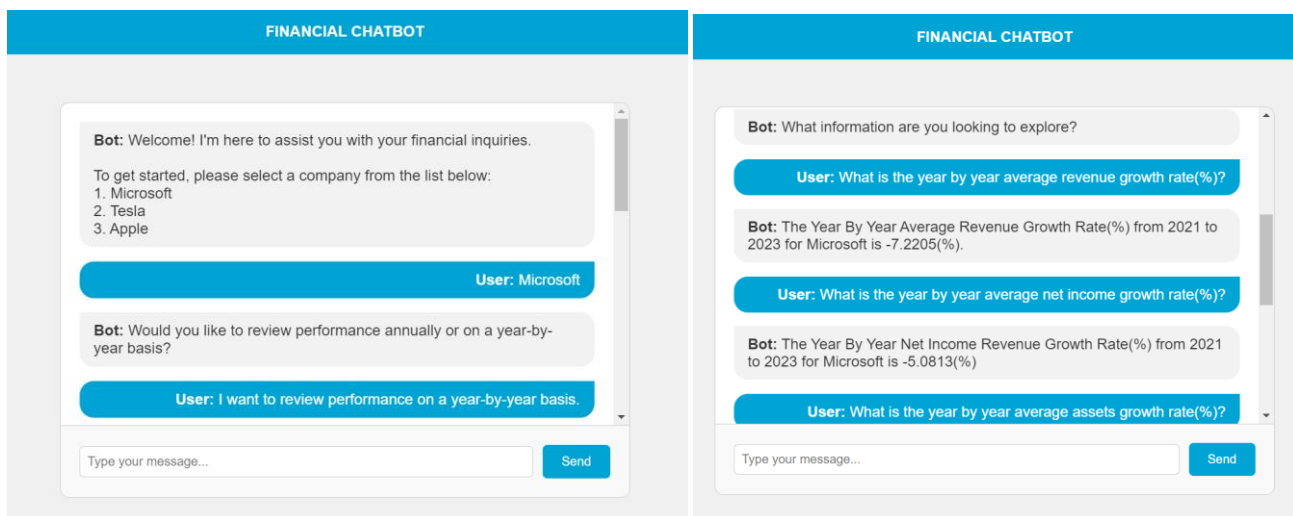 FINANCIAL CHATBOT
Bot: Welcome! I'm here to assist you with your financial inquiries.
To get started, please select a company from the list below:
1. Microsoft
2. Tesla
3. Apple
User: Microsoft
Bot: Would you like to review performance annually or on a year-by-
year basis?
User: I want to review performance on a year-by-year basis.
Type your message...
Send
FINANCIAL CHATBOT
Bot: What information are you looking to explore?
User: What is the year by year average revenue growth rate(%)?
Bot: The Year By Year Average Revenue Growth Rate(%) from 2021 to
2023 for Microsoft is -7.2205(%).
User: What is the year by year average net income growth rate(%)?
Bot: The Year By Year Net Income Revenue Growth Rate(%) from 2021
to 2023 for Microsoft is -5.0813(%)
User: What is the year by year average assets growth rate(%)?
Type your message...
Send